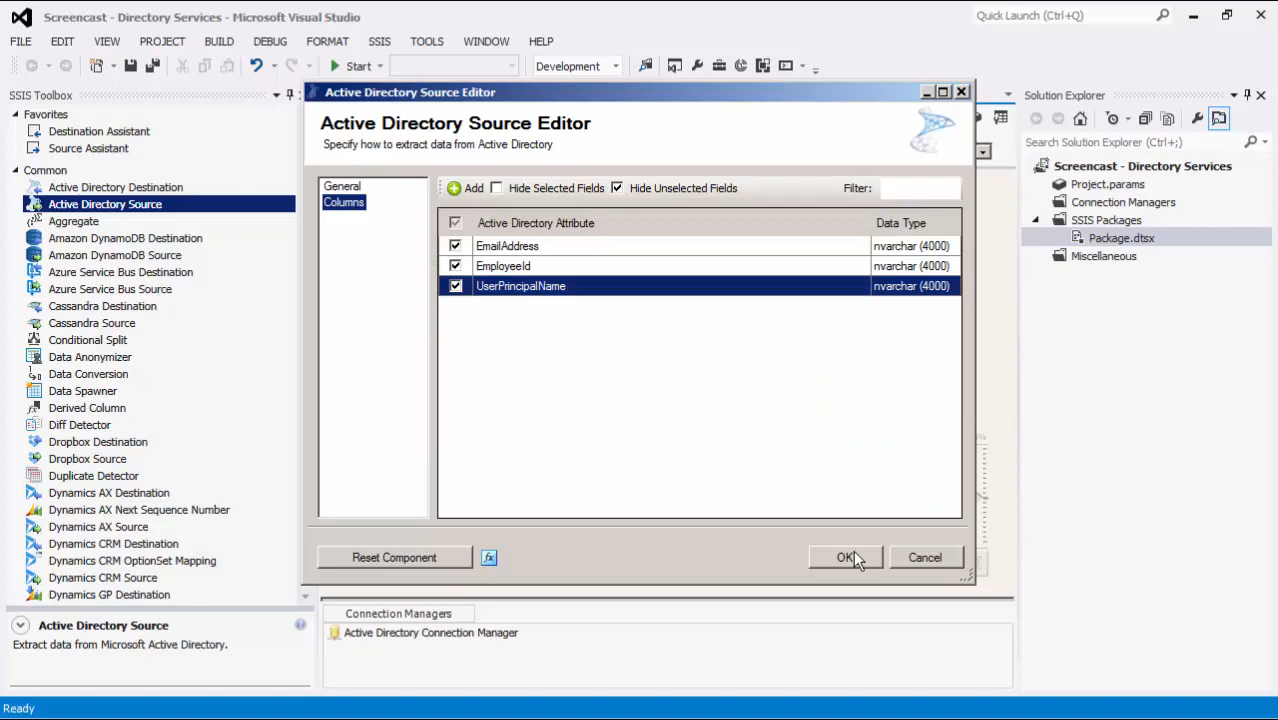 Screencast - Directory Services - Microsoft Visual Studio
Quick Launch (Ctrl+Q)
FILE EDIT VIEW PROJECT BUILD DEBUG FORMAT SSIS TOOLS WINDOW HELP
Start Development
SSIS Toolbox
Favorites
Destination Assistant
Source Assistant
Common
Active Directory Destination
Active Directory Source
Aggregate
Amazon DynamoDB Destination
Amazon DynamoDB Source
Azure Service Bus Destination
Azure Service Bus Source
Cassandra Destination
Cassandra Source
Conditional Split
Data Anonymizer
Data Conversion
Data Spawner
Derived Column
Diff Detector
Dropbox Destination
Dropbox Source
Duplicate Detector
Dynamics AX Destination
Dynamics AX Next Sequence Number
Dynamics AX Source
Dynamics CRM Destination
Dynamics CRM OptionSet Mapping
Dynamics CRM Source
Dynamics GP Destination
Active Directory Source
Extract data from Microsoft Active Directory.
Active Directory Source Editor
Active Directory Source Editor
Specify how to extract data from Active Directory
General
Columns
Add Hide Selected Fields Hide Unselected Fields Filter:
Active Directory Attribute Data Type
EmailAddress nvarchar (4000)
EmployeeId nvarchar (4000)
UserPrincipalName nvarchar (4000)
Reset Component fx OK Cancel
Connection Managers
Active Directory Connection Manager
Solution Explorer
Search Solution Explorer (Ctrl+;)
Screencast - Directory Services
Project.params
Connection Managers
SSIS Packages
Package.dtsx
Miscellaneous
Ready